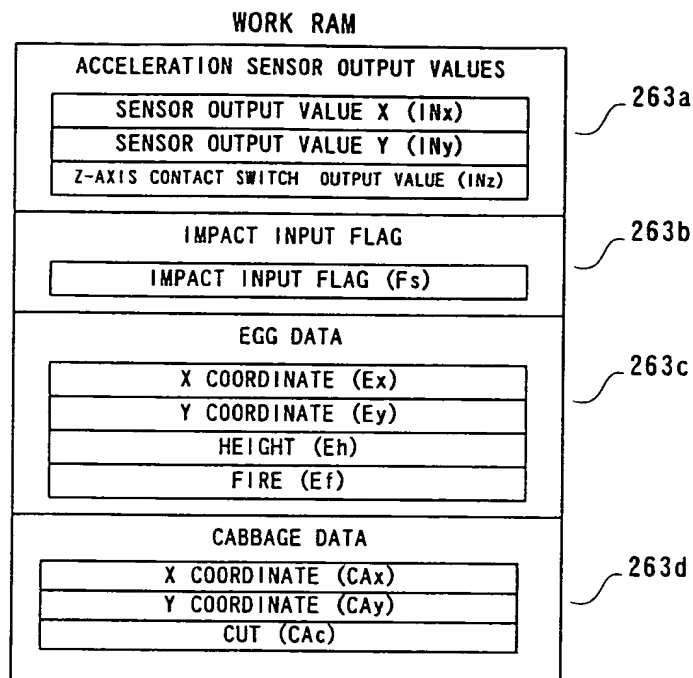 WORK RAM
ACCELERATION SENSOR OUTPUT VALUES
SENSOR OUTPUT VALUE X (INx)
SENSOR OUTPUT VALUE Y (INy)
Z-AXIS CONTACT SWITCH OUTPUT VALUE (INz)
263a
IMPACT INPUT FLAG
IMPACT INPUT FLAG (Fs)
263b
EGG DATA
X COORDINATE (Ex)
Y COORDINATE (Ey)
HEIGHT (Eh)
FIRE (Ef)
263c
CABBAGE DATA
X COORDINATE (CAx)
Y COORDINATE (CAy)
CUT (CAc)
263d